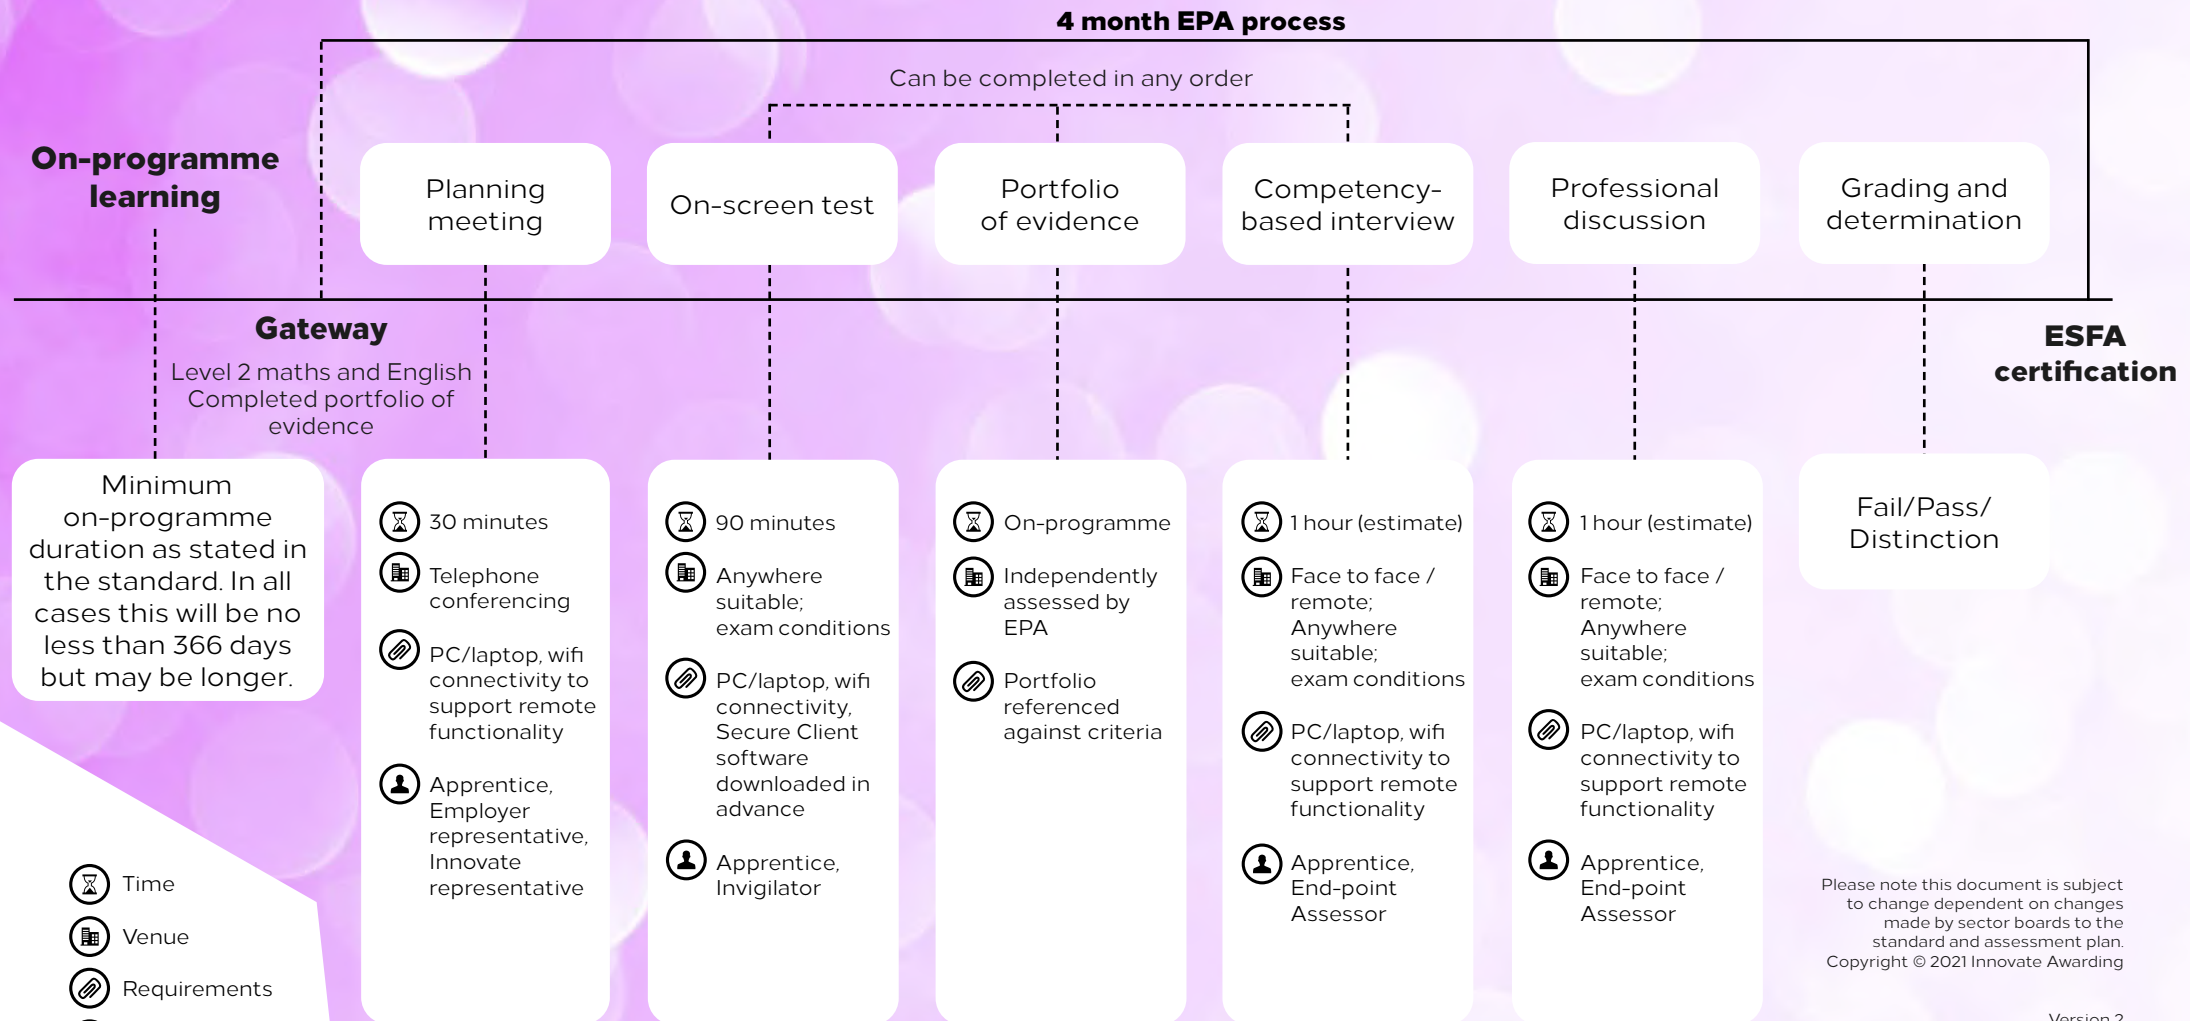 4 month EPA process
Can be completed in any order
On-programme
learning
Planning
meeting
On-screen test
Portfolio
of evidence
Competency-
based interview
Professional
discussion
Grading and
determination
Gateway
Level 2 maths and English
Completed portfolio of
evidence
ESFA
certification
Minimum
on-programme
duration as stated in
the standard. In all
cases this will be no
less than 366 days
but may be longer.
30 minutes
Telephone
conferencing
PC/laptop, wifi
connectivity to
support remote
functionality
Apprentice,
Employer
representative,
Innovate
representative
90 minutes
Anywhere
suitable;
exam conditions
PC/laptop, wifi
connectivity,
Secure Client
software
downloaded in
advance
Apprentice,
Invigilator
On-programme
Independently
assessed by
EPA
Portfolio
referenced
against criteria
1 hour (estimate)
Face to face /
remote;
Anywhere
suitable;
exam conditions
PC/laptop, wifi
connectivity to
support remote
functionality
Apprentice,
End-point
Assessor
1 hour (estimate)
Face to face /
remote;
Anywhere
suitable;
exam conditions
PC/laptop, wifi
connectivity to
support remote
functionality
Apprentice,
End-point
Assessor
Fail/Pass/
Distinction
Time
Venue
Requirements
Please note this document is subject
to change dependent on changes
made by sector boards to the
standard and assessment plan.
Copyright © 2021 Innovate Awarding
Version 2